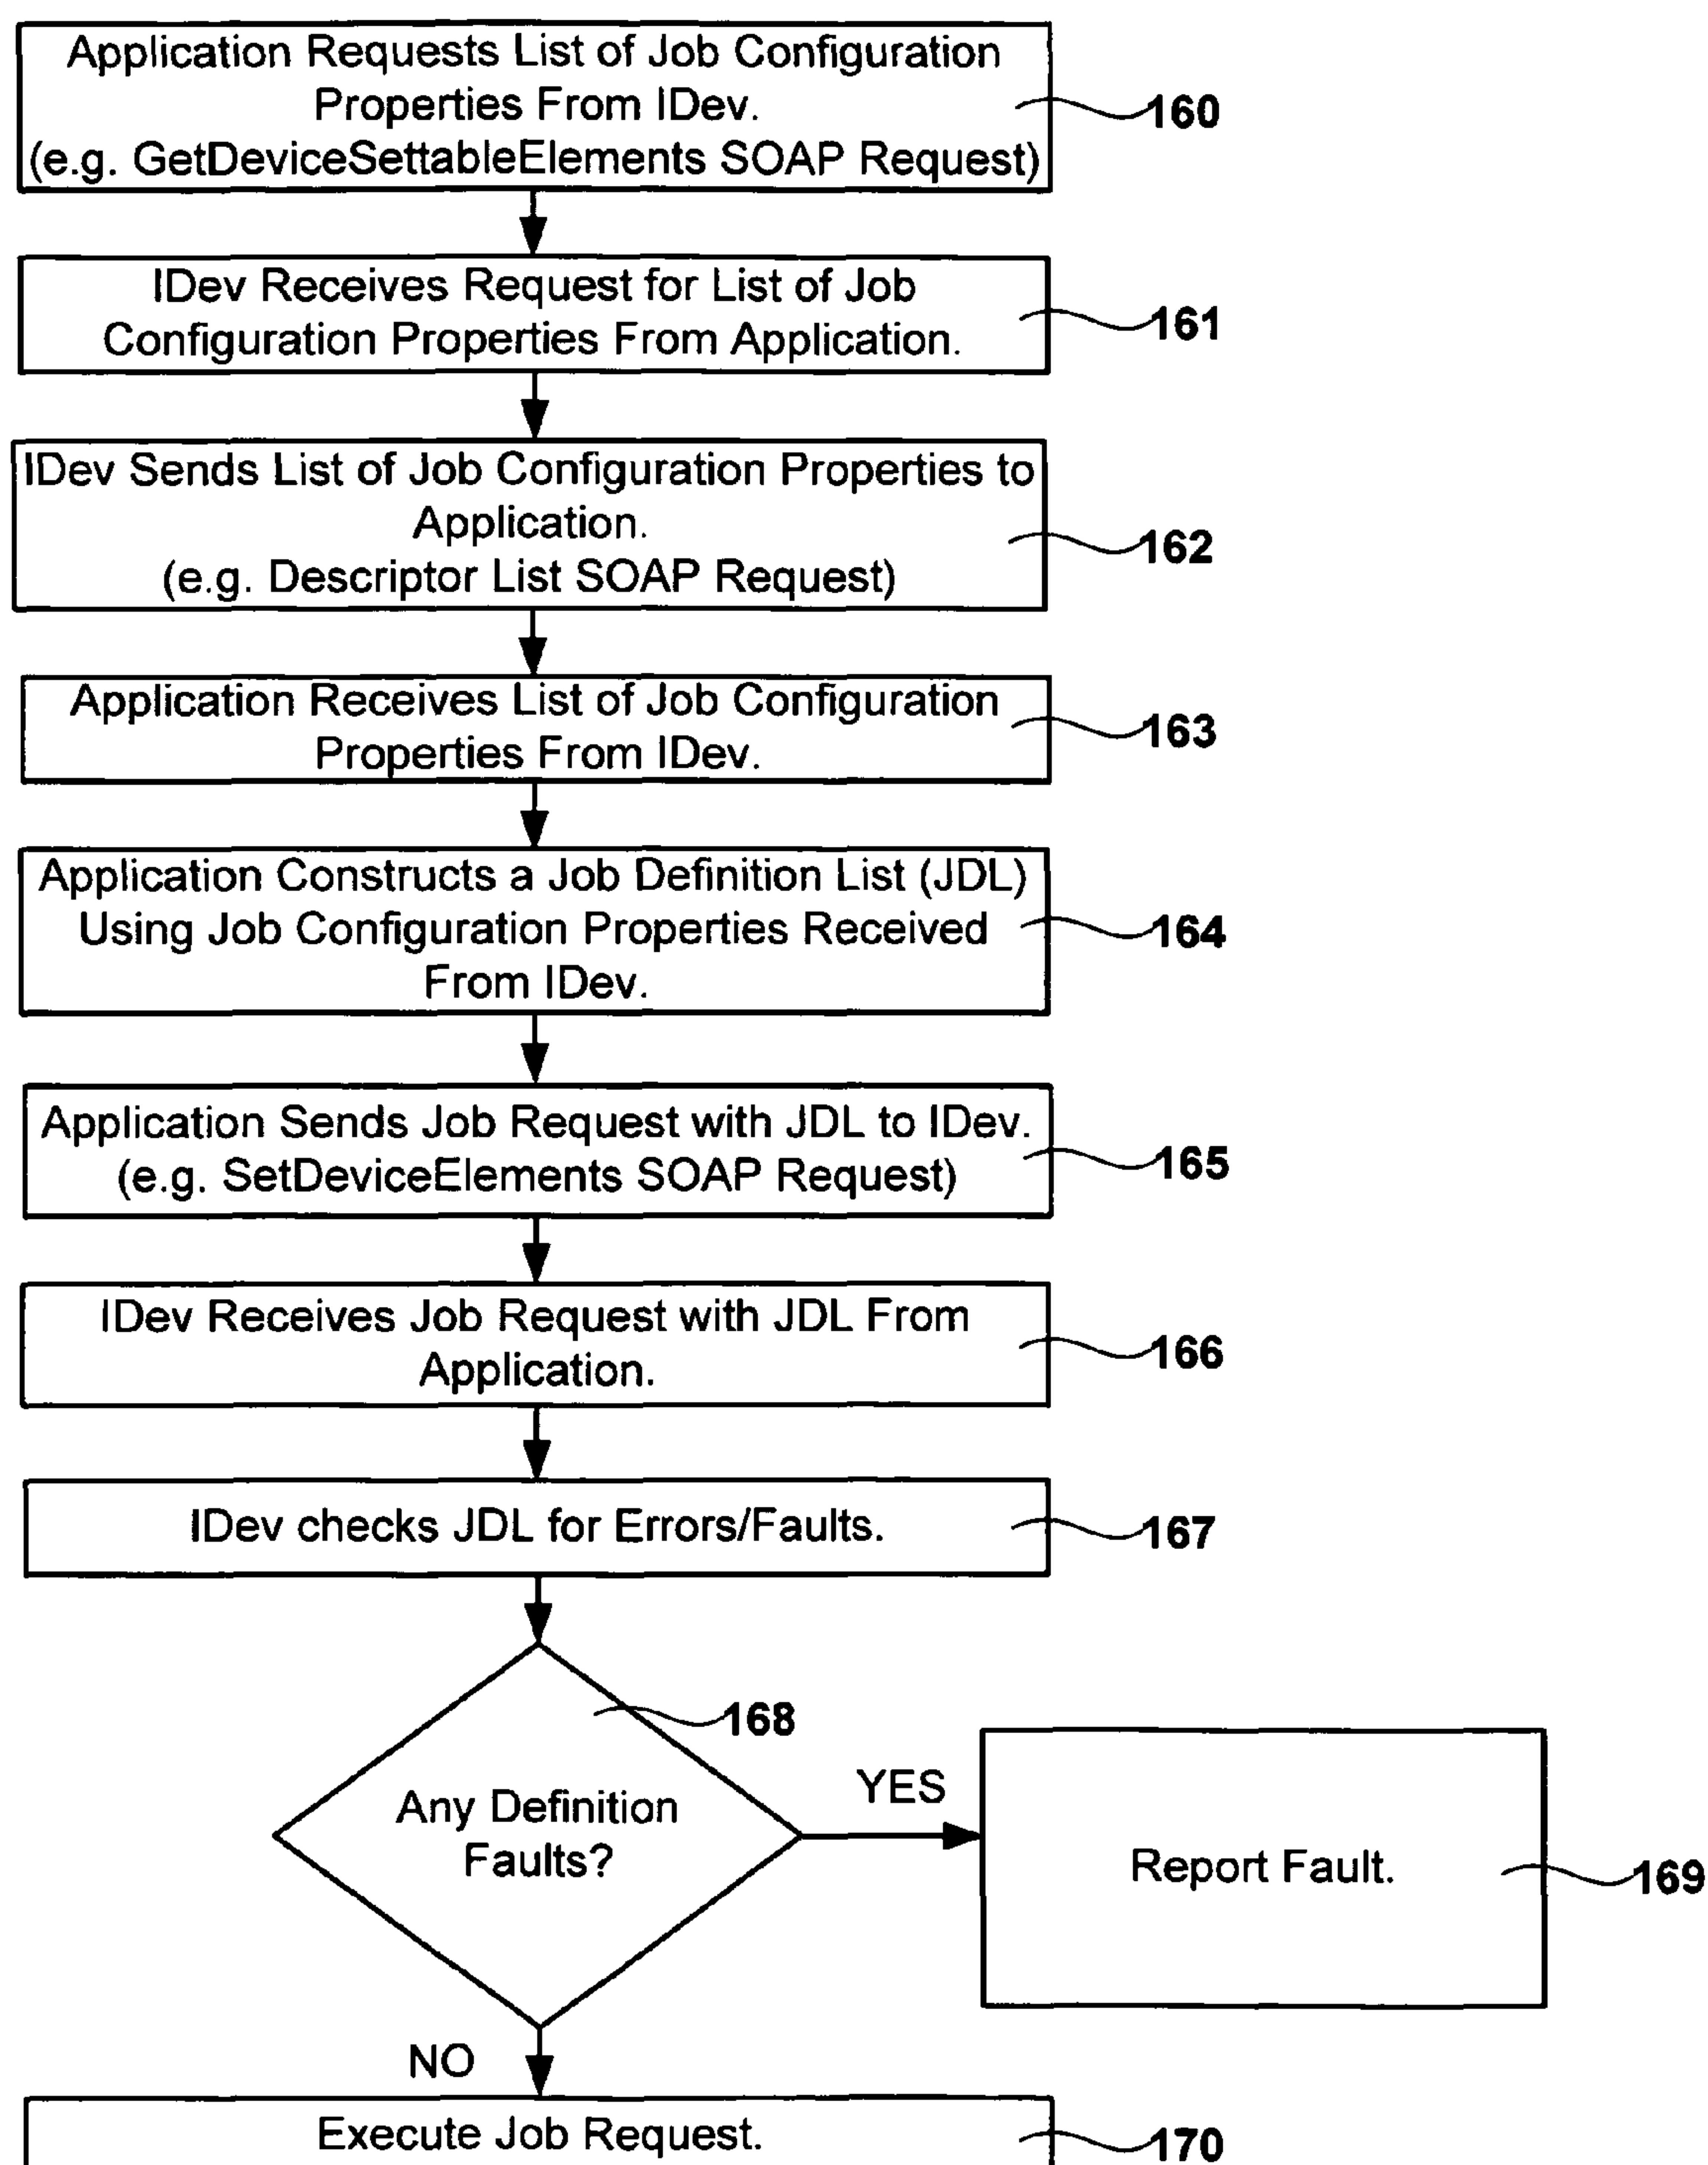 Application Requests List of Job Configuration
Properties From IDev.
(e.g. GetDeviceSettableElements SOAP Request)
160
IDev Receives Request for List of Job
Configuration Properties From Application.
161
IDev Sends List of Job Configuration Properties to
Application.
(e.g. Descriptor List SOAP Request)
162
Application Receives List of Job Configuration
Properties From IDev.
163
Application Constructs a Job Definition List (JDL)
Using Job Configuration Properties Received
From IDev.
164
Application Sends Job Request with JDL to IDev.
(e.g. SetDeviceElements SOAP Request)
165
IDev Receives Job Request with JDL From
Application.
166
IDev checks JDL for Errors/Faults.
167
168
Any Definition
Faults?
YES
Report Fault.
169
NO
Execute Job Request.
170